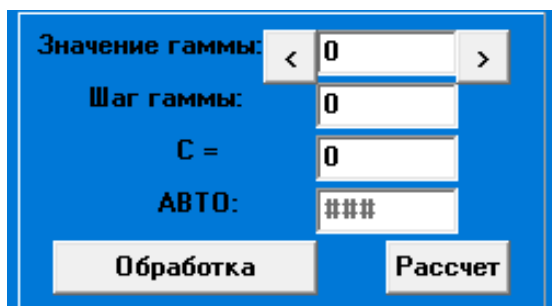 Значение гаммы: < 0 >
Шаг гаммы: 0
C = 0
АВТО: ###
Обработка Рассчет